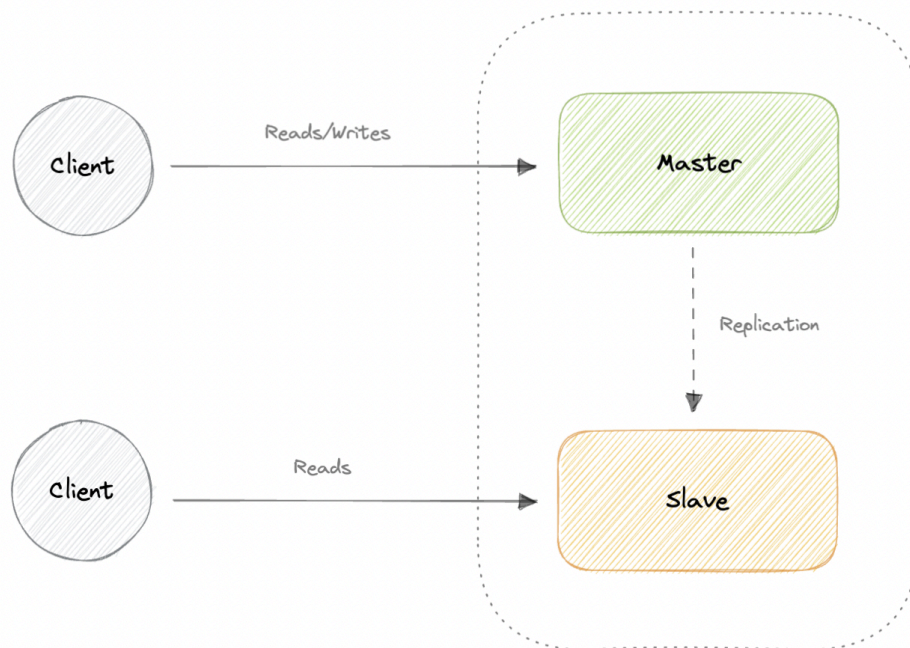 Client
Reads/Writes
Master
Replication
Client
Reads
Slave